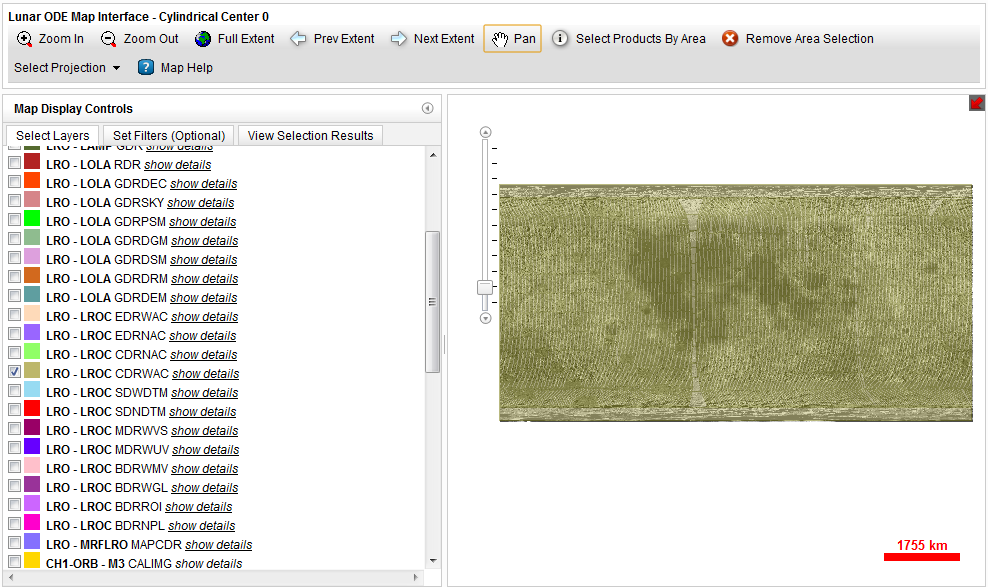 Lunar ODE Map Interface - Cylindrical Center 0
Zoom In Zoom Out Full Extent Prev Extent Next Extent Pan Select Products By Area Remove Area Selection
Select Projection Map Help
Map Display Controls
Select Layers Set Filters (Optional) View Selection Results
LRO - LAMP GDR show details
LRO - LOLA RDR show details
LRO - LOLA GDRDEC show details
LRO - LOLA GDRSKY show details
LRO - LOLA GDRPSM show details
LRO - LOLA GDRDGM show details
LRO - LOLA GDRDSM show details
LRO - LOLA GDRDRM show details
LRO - LOLA GDRDEM show details
LRO - LROC EDRWAC show details
LRO - LROC EDRNAC show details
LRO - LROC CDRNAC show details
LRO - LROC CDRWAC show details
LRO - LROC SDWDTM show details
LRO - LROC SDNDTM show details
LRO - LROC MDRWVS show details
LRO - LROC MDRWUV show details
LRO - LROC BDRWMV show details
LRO - LROC BDRWGL show details
LRO - LROC BDRROI show details
LRO - LROC BDRNPL show details
LRO - MRFLRO MAPCDR show details
CH1-ORB - M3 CALIMG show details
1755 km